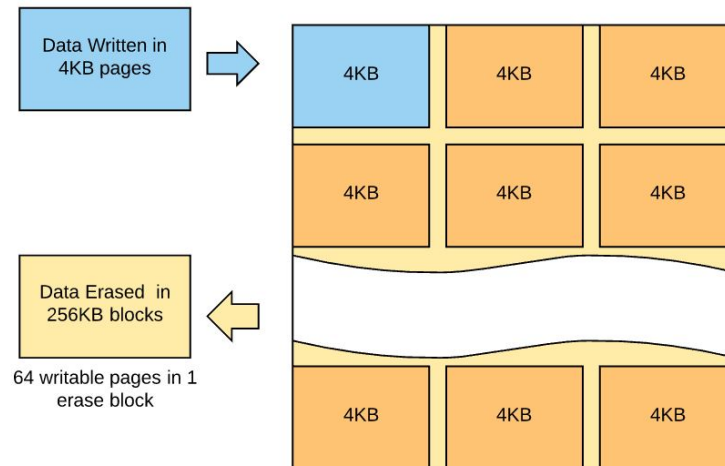 Data Written in
4KB pages
4KB 4KB 4KB
4KB 4KB 4KB
Data Erased in
256KB blocks
64 writable pages in 1
erase block
4KB 4KB 4KB